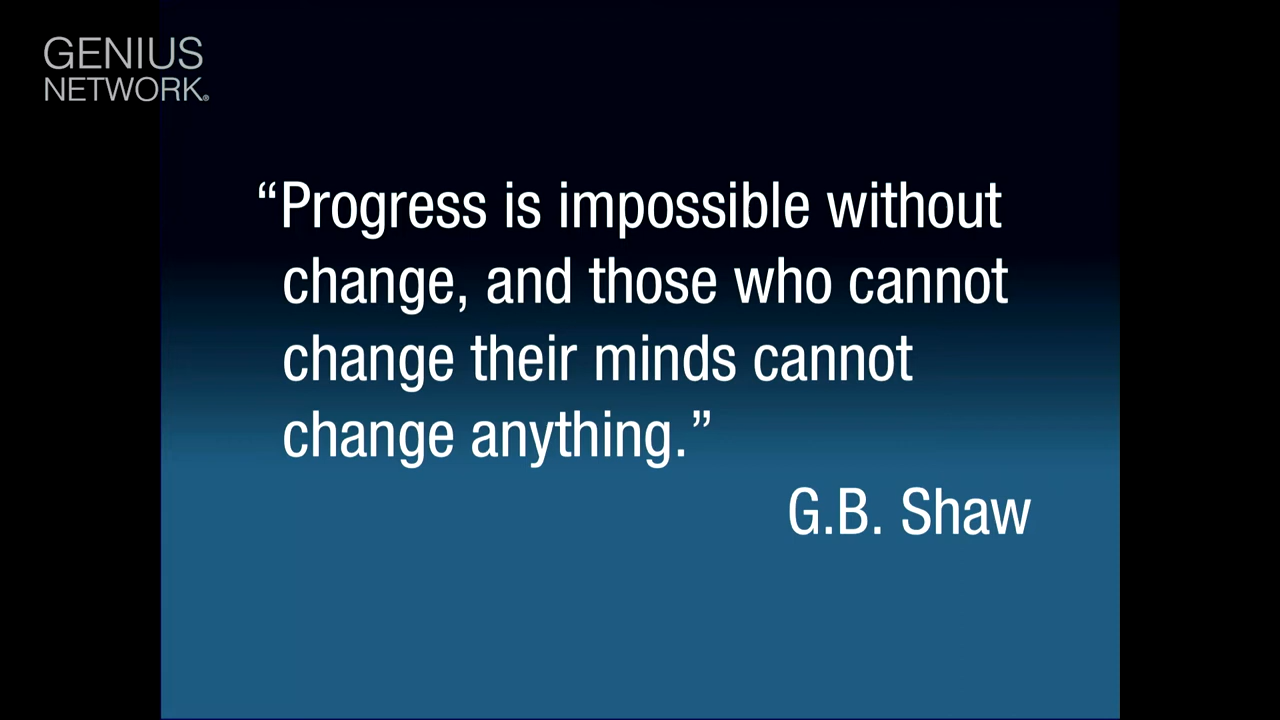 GENIUS
NETWORK®
“Progress is impossible without
change, and those who cannot
change their minds cannot
change anything.”
G.B. Shaw